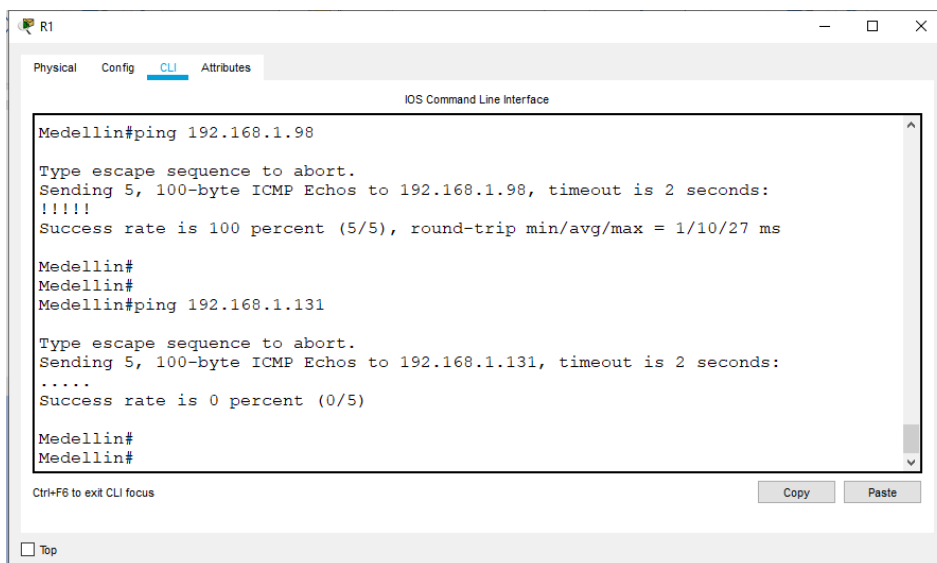 R1
Physical Config CLI Attributes
IOS Command Line Interface
Medellin#ping 192.168.1.98
Type escape sequence to abort.
Sending 5, 100-byte ICMP Echos to 192.168.1.98, timeout is 2 seconds:
!!!!!
Success rate is 100 percent (5/5), round-trip min/avg/max = 1/10/27 ms
Medellin#
Medellin#
Medellin#ping 192.168.1.131
Type escape sequence to abort.
Sending 5, 100-byte ICMP Echos to 192.168.1.131, timeout is 2 seconds:
.....
Success rate is 0 percent (0/5)
Medellin#
Medellin#
Ctrl+F6 to exit CLI focus
Copy Paste
Top